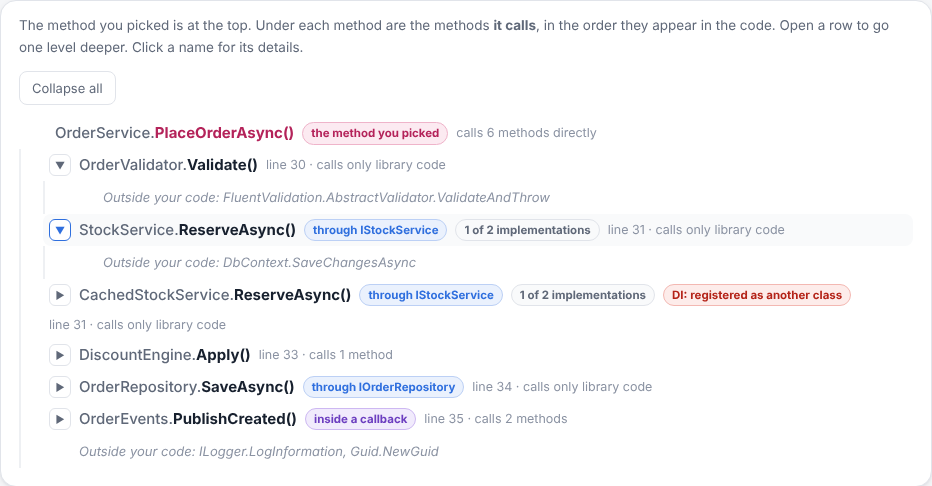 The method you picked is at the top. Under each method are the methods it calls, in the order they appear in the code. Open a row to go
one level deeper. Click a name for its details.
Collapse all
OrderService.PlaceOrderAsync() the method you picked calls 6 methods directly
OrderValidator.Validate() line 30 · calls only library code
Outside your code: FluentValidation.AbstractValidator.ValidateAndThrow
StockService.ReserveAsync() through IStockService 1 of 2 implementations line 31 · calls only library code
Outside your code: DbContext.SaveChangesAsync
CachedStockService.ReserveAsync() through IStockService 1 of 2 implementations DI: registered as another class
line 31 · calls only library code
DiscountEngine.Apply() line 33 · calls 1 method
OrderRepository.SaveAsync() through IOrderRepository line 34 · calls only library code
OrderEvents.PublishCreated() inside a callback line 35 · calls 2 methods
Outside your code: ILogger.LogInformation, Guid.NewGuid